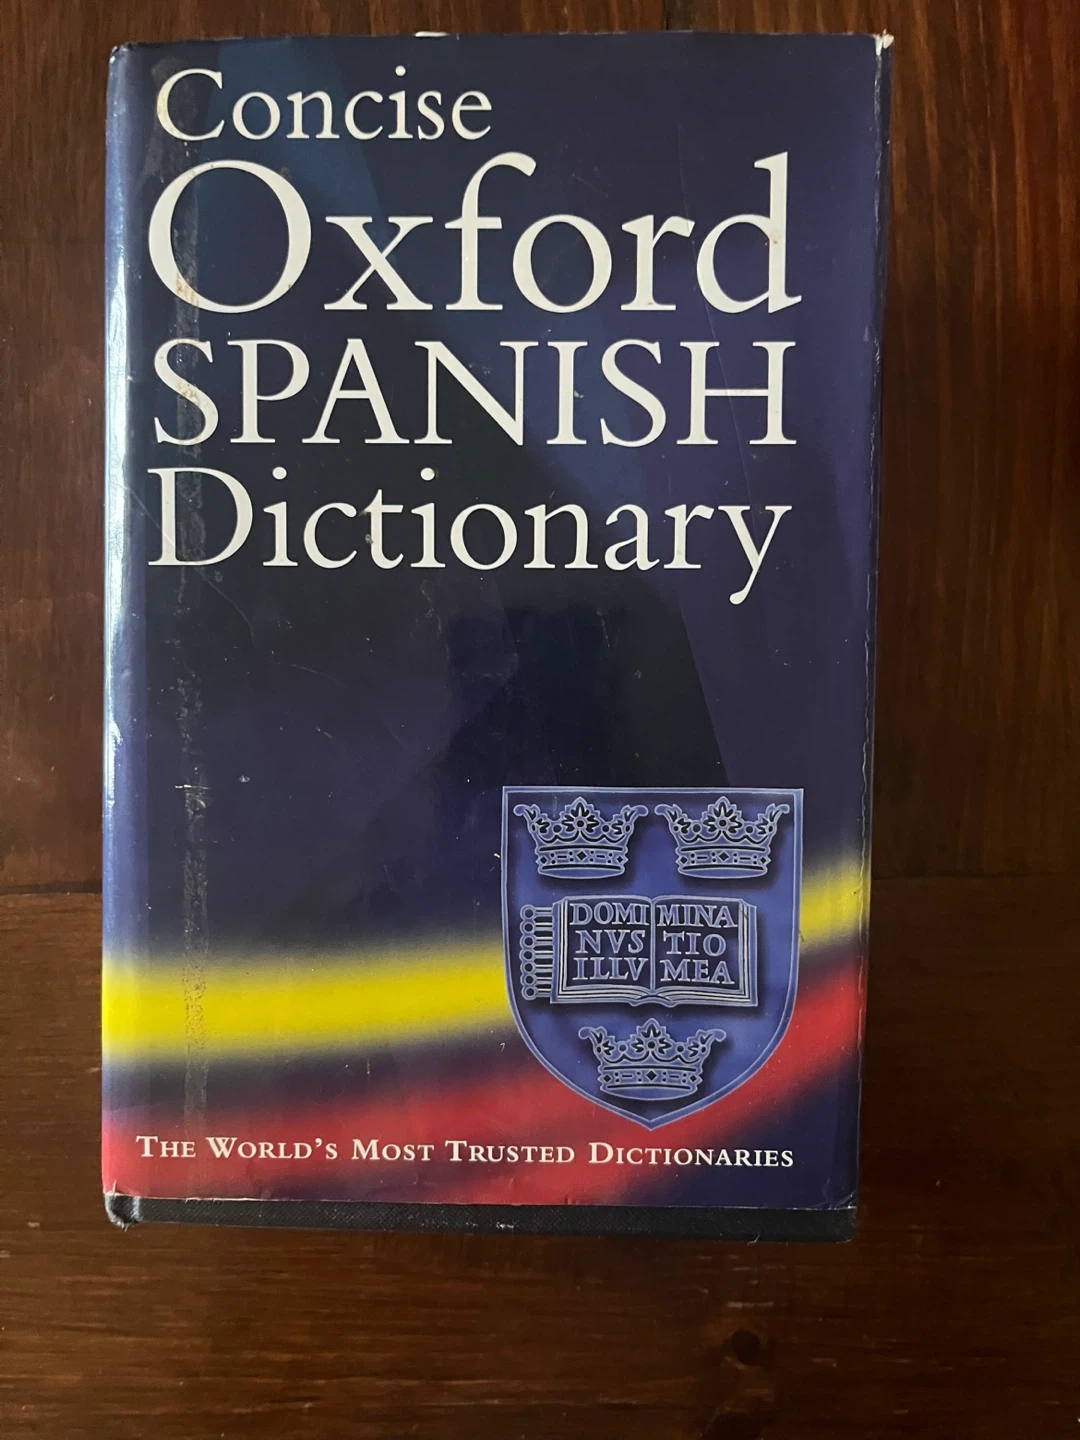 Concise
Oxford
SPANISH
Dictionary
DOMI MINA
NVS TIO
ILLV MEA
THE WORLD'S MOST TRUSTED DICTIONARIES